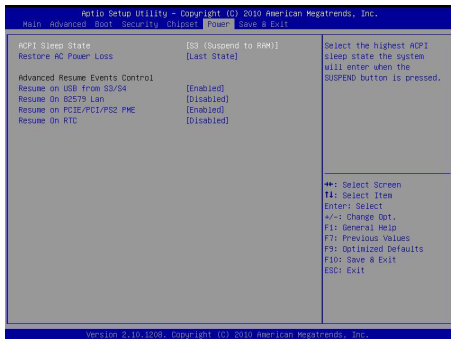 Aptio Setup Utility - Copyright (C) 2010 American Megatrends, Inc.
Main Advanced Boot Security Chipset Power Save & Exit
ACPI Sleep State [S3 (Suspend to RAM)]
Restore AC Power Loss [Last State]
Advanced Resume Events Control
Resume on USB from S3/S4 [Enabled]
Resume On 82579 Lan [Disabled]
Resume on PCIE/PCI/PS2 PME [Enabled]
Resume On RTC [Disabled]
Select the highest ACPI
sleep state the system
will enter when the
SUSPEND button is pressed.
→←: Select Screen
↑↓: Select Item
Enter: Select
+/-: Change Opt.
F1: General Help
F7: Previous Values
F9: Optimized Defaults
F10: Save & Exit
ESC: Exit
Version 2.10.1208. Copyright (C) 2010 American Megatrends, Inc.